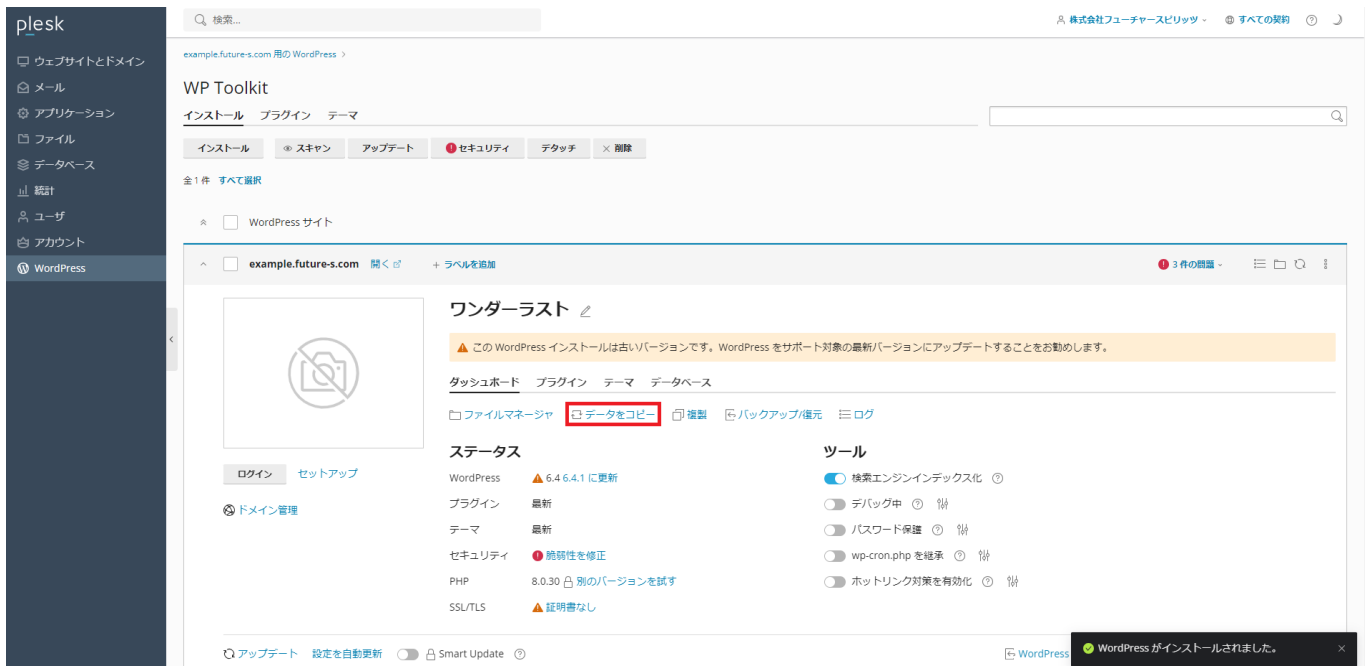 plesk
検索...
株式会社フューチャースピリッツ すべての契約
ウェブサイトとドメイン
メール
アプリケーション
ファイル
データベース
統計
ユーザ
アカウント
WordPress
example.future-s.com 用の WordPress >
WP Toolkit
インストール プラグイン テーマ
インストール スキャン アップデート セキュリティ デタッチ × 削除
全1件 すべて選択
WordPress サイト
example.future-s.com 開く + ラベルを追加 3 件の問題
ワンダーラスト
この WordPress インストールは古いバージョンです。WordPress をサポート対象の最新バージョンにアップデートすることをお勧めします。
ダッシュボード プラグイン テーマ データベース
ファイルマネージャ データをコピー 複製 バックアップ/復元 ログ
ログイン セットアップ
ドメイン管理
ステータス
WordPress 6.4 6.4.1 に更新
プラグイン 最新
テーマ 最新
セキュリティ 脆弱性を修正
PHP 8.0.30 別のバージョンを試す
SSL/TLS 証明書なし
ツール
検索エンジンインデックス化
デバッグ中
パスワード保護
wp-cron.php を継承
ホットリンク対策を有効化
アップデート 設定を自動更新 Smart Update
WordPress
WordPress がインストールされました。 ×